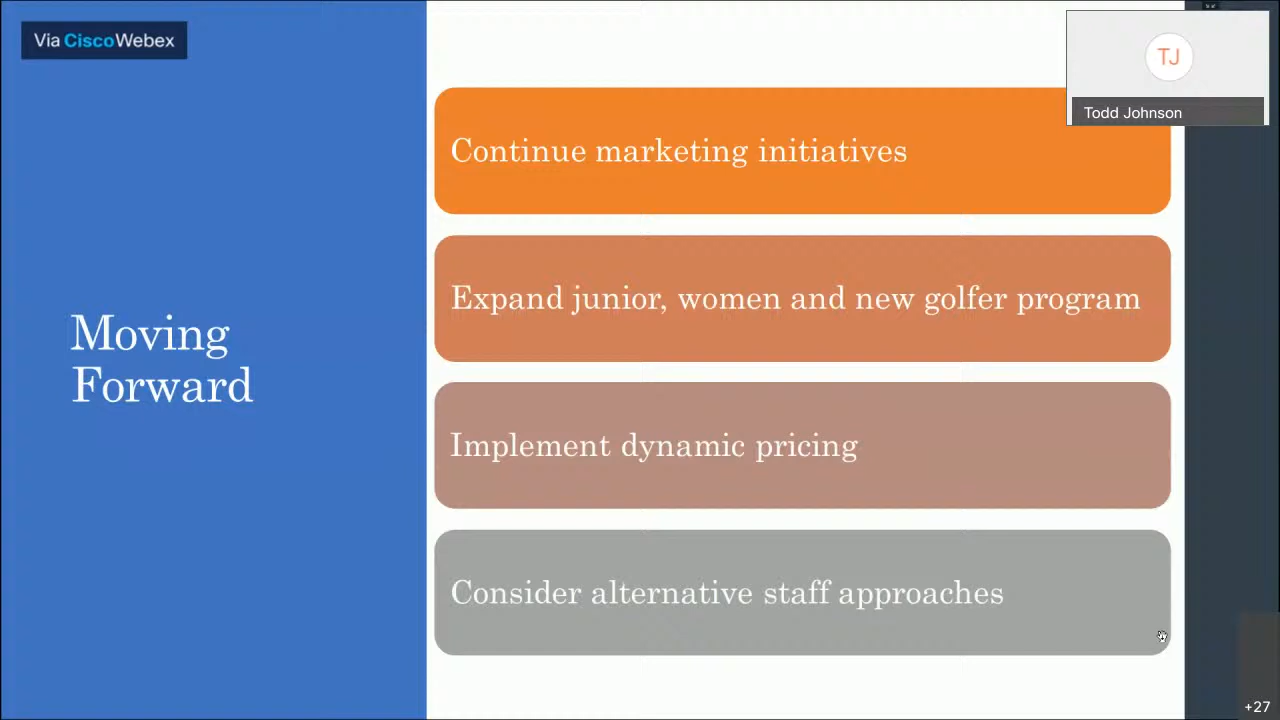 Via CiscoWebex
TJ
Todd Johnson
Continue marketing initiatives
Expand junior, women and new golfer program
Moving
Forward
Implement dynamic pricing
Consider alternative staff approaches
+27